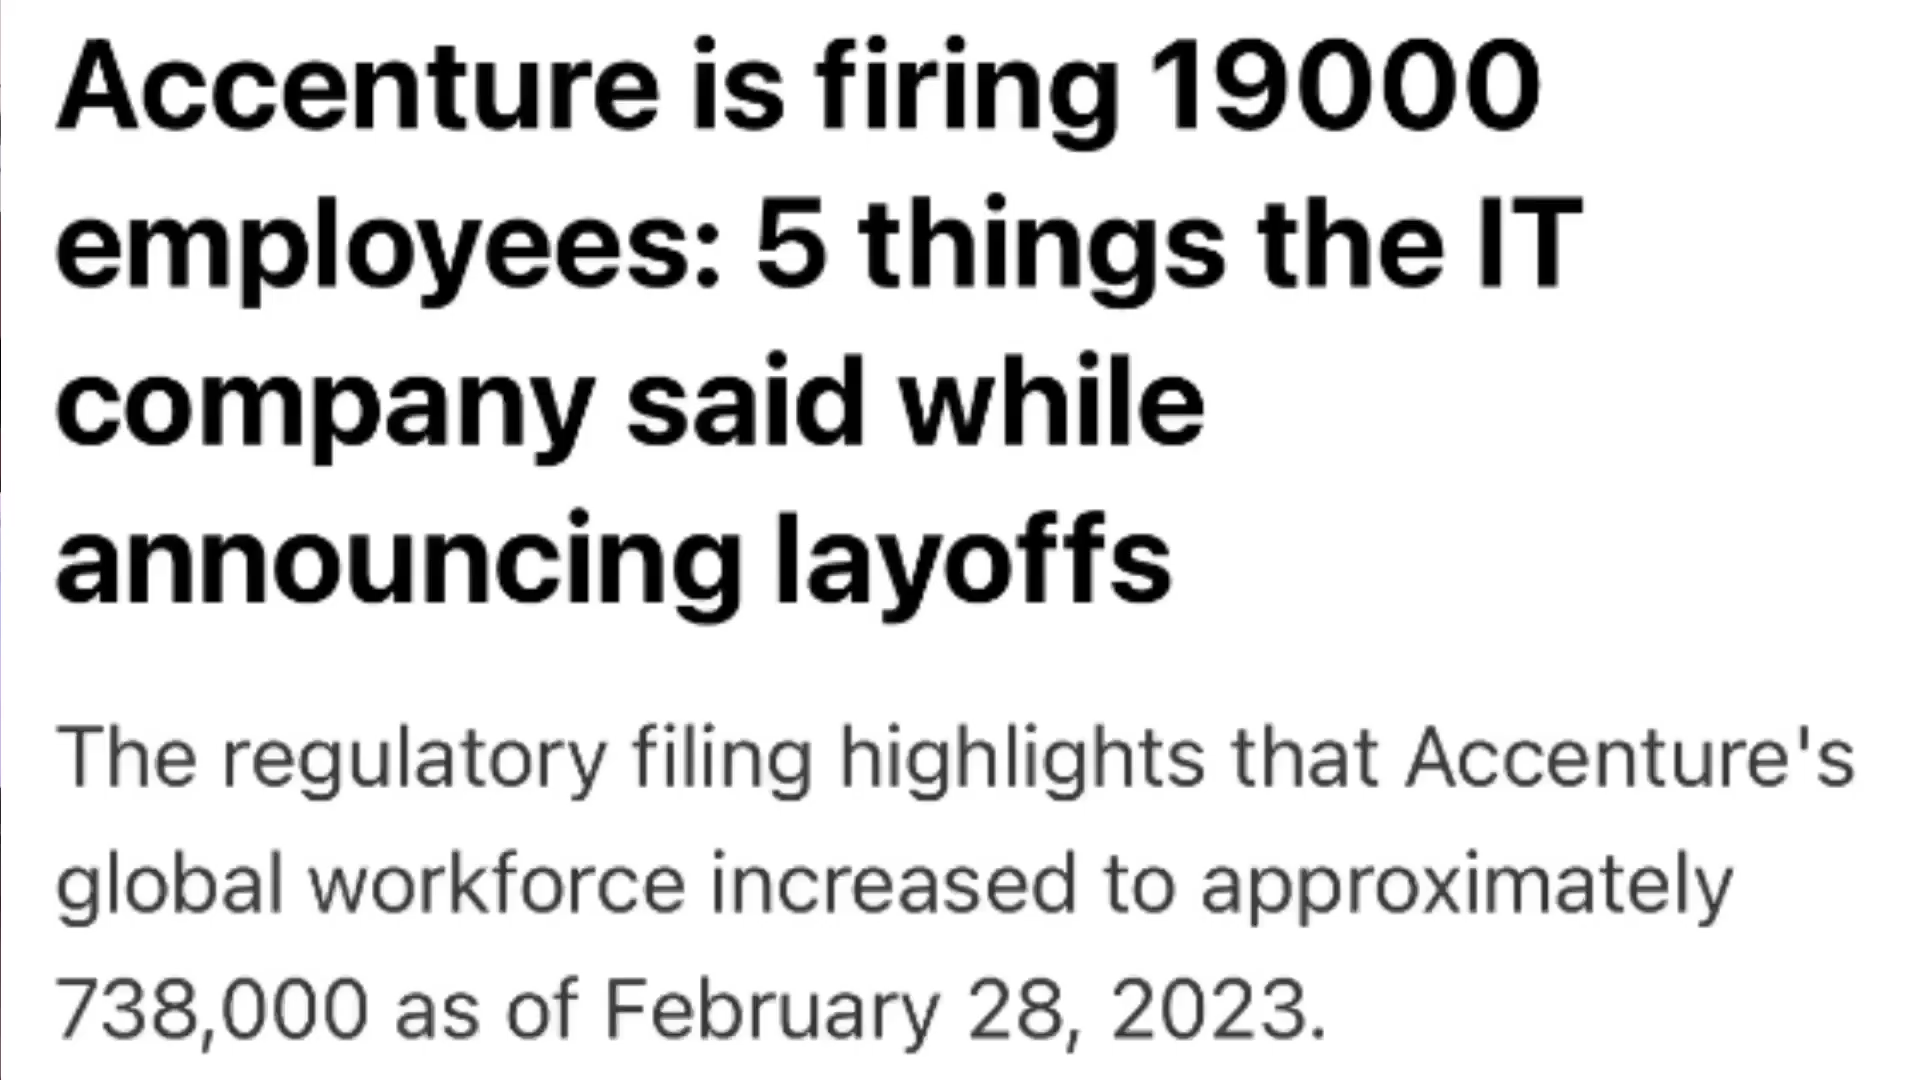 Accenture is firing 19000
employees: 5 things the IT
company said while
announcing layoffs
The regulatory filing highlights that Accenture's
global workforce increased to approximately
738,000 as of February 28, 2023.